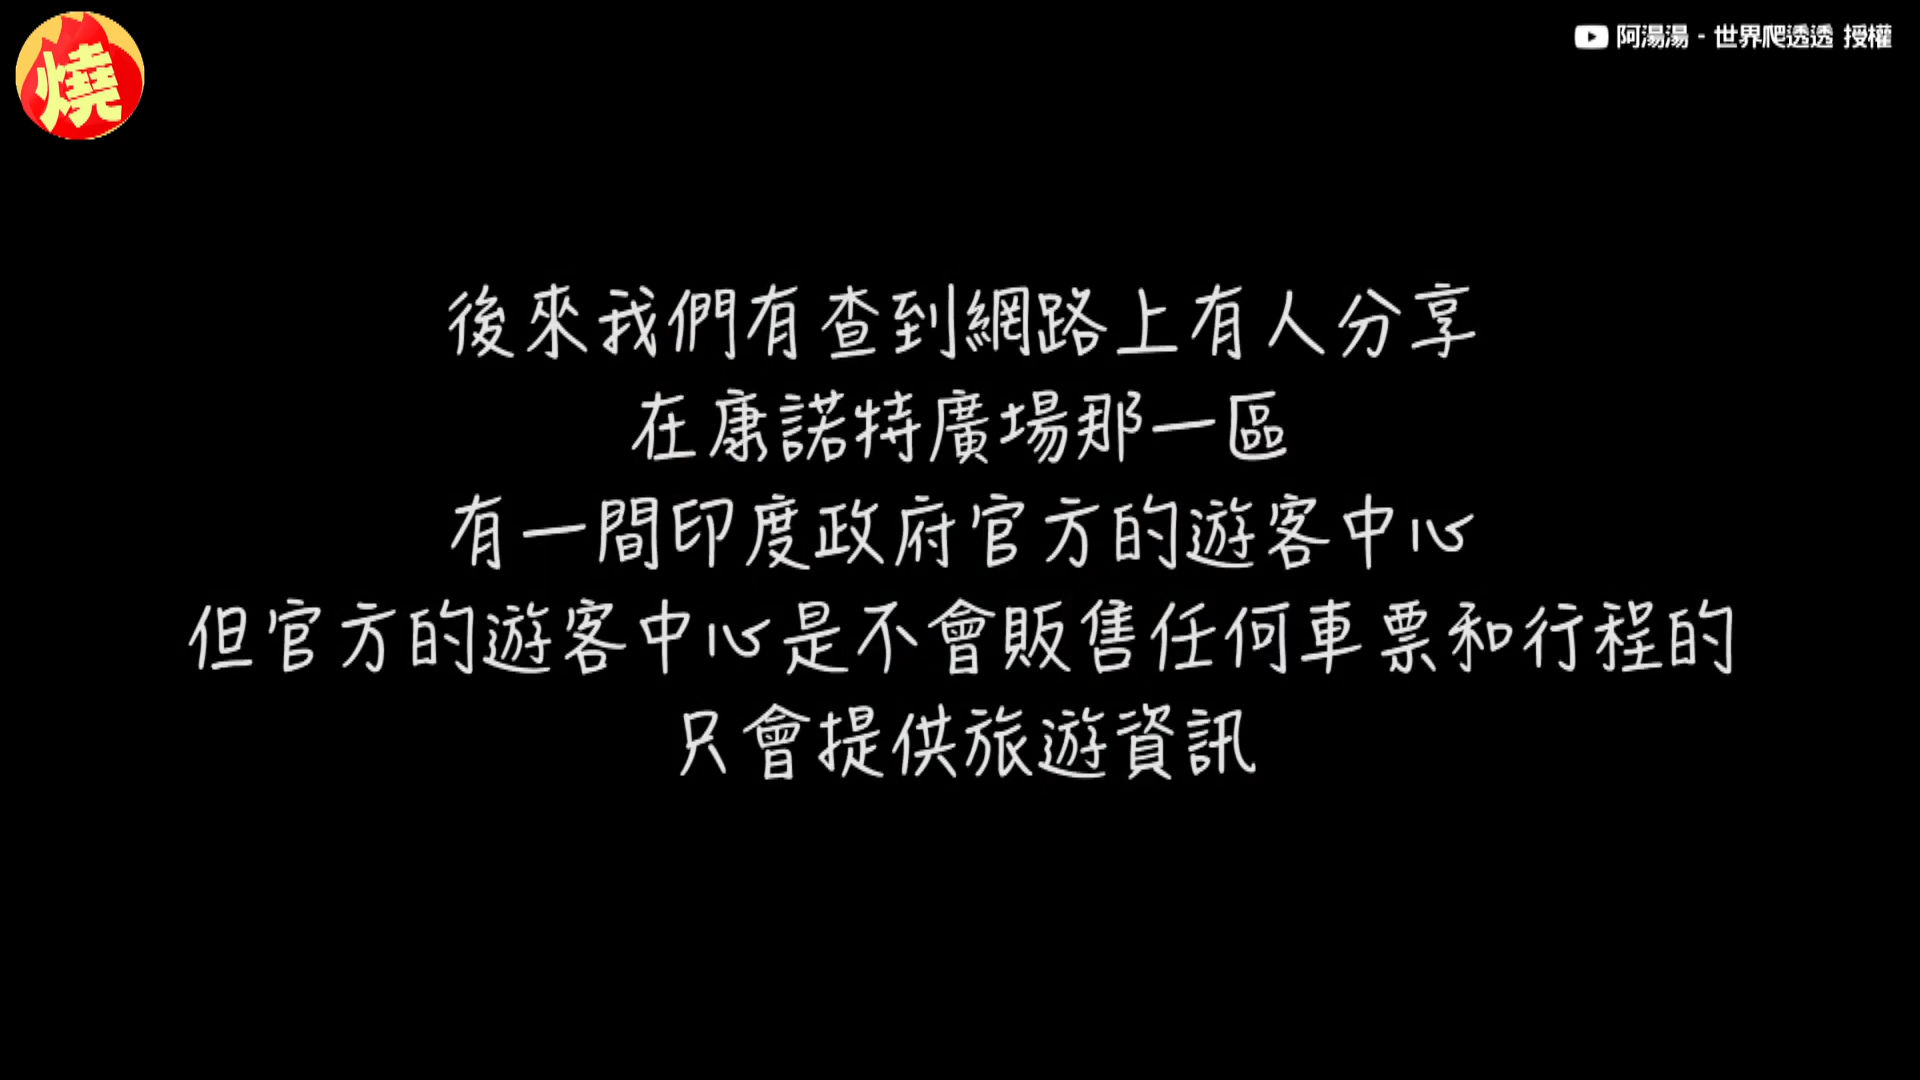 燒
阿湯湯 - 世界爬透透 授權
後來我們有查到網路上有人分享
在康諾特廣場那一區
有一間印度政府官方的遊客中心
但官方的遊客中心是不會販售任何車票和行程的
只會提供旅遊資訊